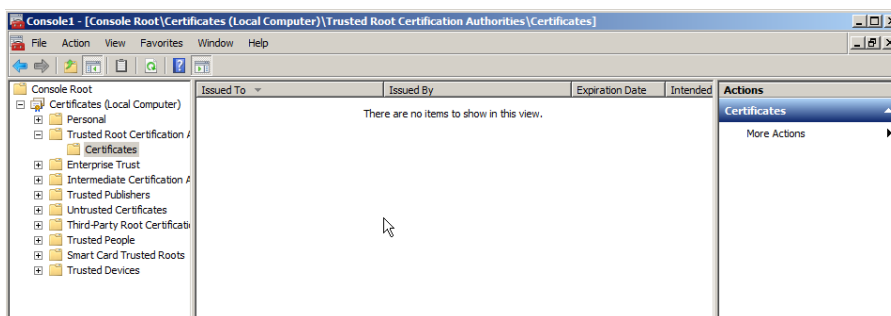 Console1 - [Console Root\Certificates (Local Computer)\Trusted Root Certification Authorities\Certificates]
File Action View Favorites Window Help
Console Root
Certificates (Local Computer)
Personal
Trusted Root Certification A
Certificates
Enterprise Trust
Intermediate Certification A
Trusted Publishers
Untrusted Certificates
Third-Party Root Certificati
Trusted People
Smart Card Trusted Roots
Trusted Devices
Issued To Issued By Expiration Date Intended
There are no items to show in this view.
Actions
Certificates
More Actions